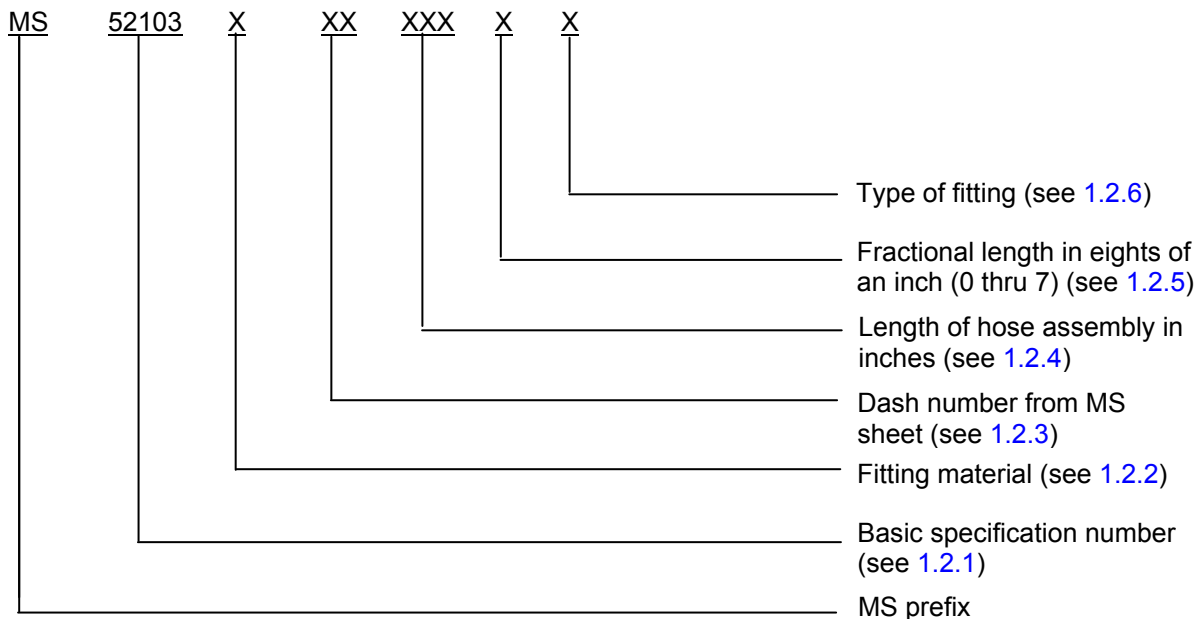 MS 52103 X XX XXX X X
Type of fitting (see 1.2.6)
Fractional length in eights of
an inch (0 thru 7) (see 1.2.5)
Length of hose assembly in
inches (see 1.2.4)
Dash number from MS
sheet (see 1.2.3)
Fitting material (see 1.2.2)
Basic specification number
(see 1.2.1)
MS prefix